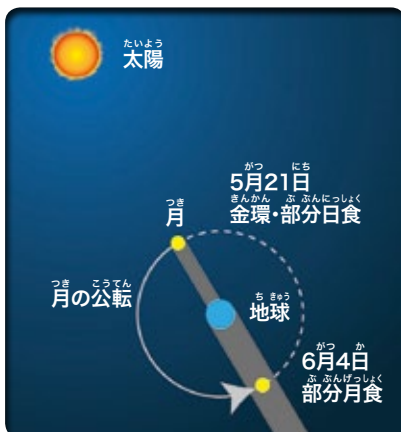 たいよう
太陽
がつ にち
5月21日
きんかん ぶ ぶんにっしょく
金環・部分日食
つき
月
つき こうてん
月の公転
ち きゅう
地球
がつ か
6月4日
ぶ ぶんげっしょく
部分月食